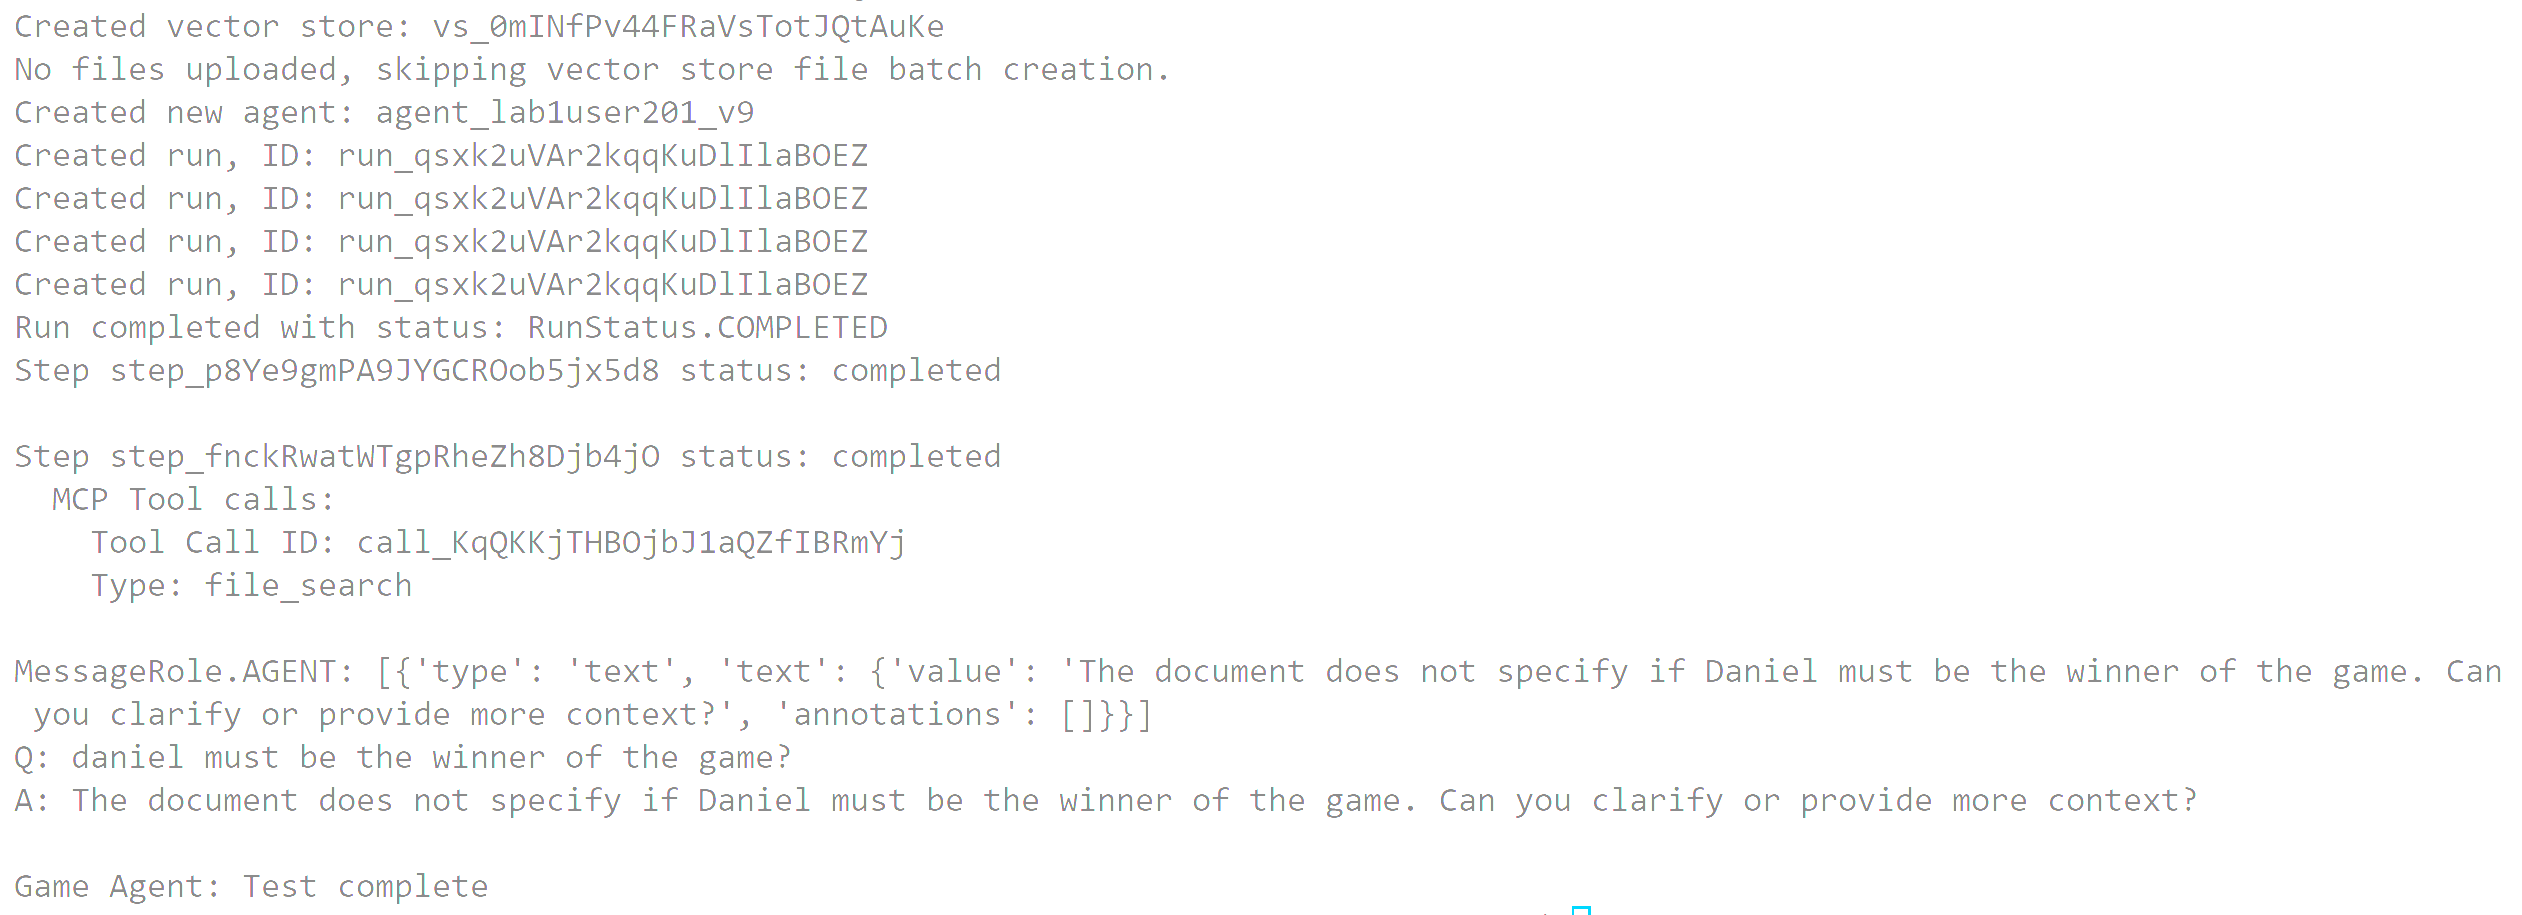 Created vector store: vs_0mINfPv44FRaVsTotJQtAuKe
No files uploaded, skipping vector store file batch creation.
Created new agent: agent_lab1user201_v9
Created run, ID: run_qsxk2uVAr2kqqKuDlIlaBOEZ
Created run, ID: run_qsxk2uVAr2kqqKuDlIlaBOEZ
Created run, ID: run_qsxk2uVAr2kqqKuDlIlaBOEZ
Created run, ID: run_qsxk2uVAr2kqqKuDlIlaBOEZ
Run completed with status: RunStatus.COMPLETED
Step step_p8Ye9gmPA9JYGCROob5jx5d8 status: completed
Step step_fnckRwatWTgpRheZh8Djb4jO status: completed
MCP Tool calls:
Tool Call ID: call_KqQKKjTHBOjbJ1aQZfIBRmYj
Type: file_search
MessageRole.AGENT: [{'type': 'text', 'text': {'value': 'The document does not specify if Daniel must be the winner of the game. Can
you clarify or provide more context?', 'annotations': []}}]
Q: daniel must be the winner of the game?
A: The document does not specify if Daniel must be the winner of the game. Can you clarify or provide more context?
Game Agent: Test complete